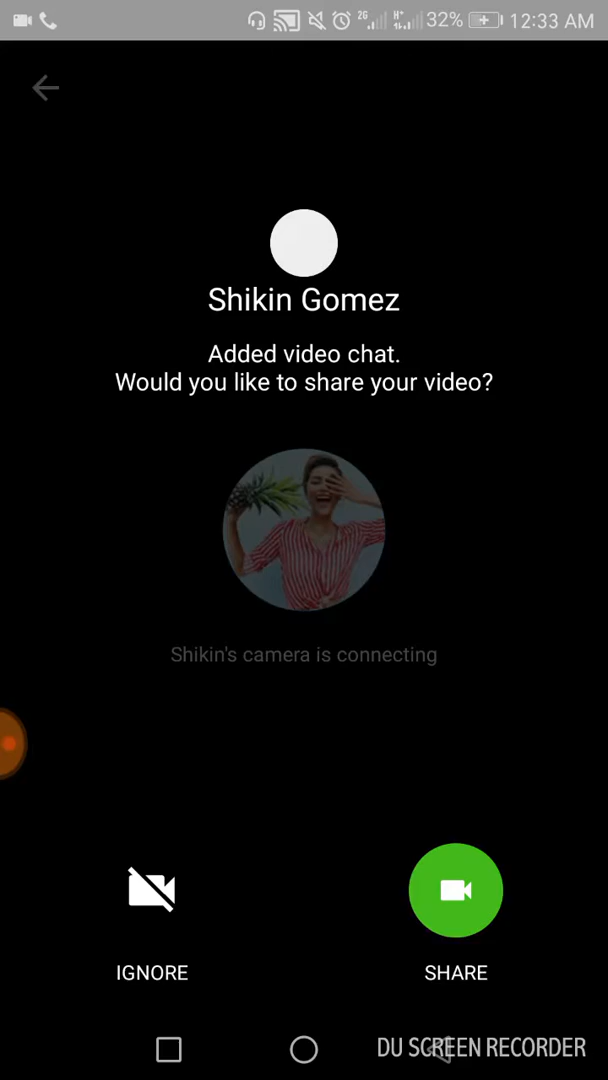 2G H+ 32% 12:33 AM
Shikin Gomez
Added video chat.
Would you like to share your video?
Shikin's camera is connecting
IGNORE SHARE
DU SCREEN RECORDER